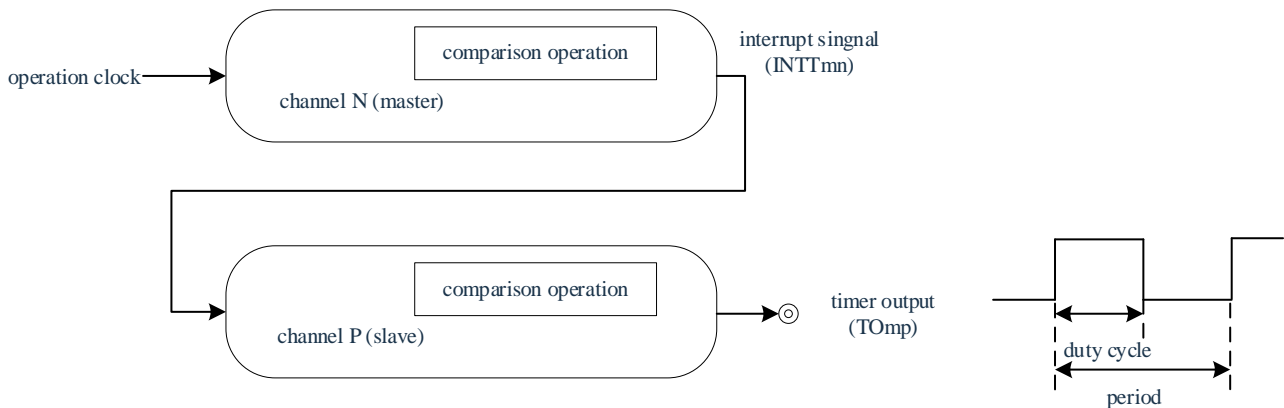 comparison operation
interrupt singnal
(INTTmn)
operation clock
channel N (master)
comparison operation
timer output
(TOmp)
channel P (slave)
duty cycle
period